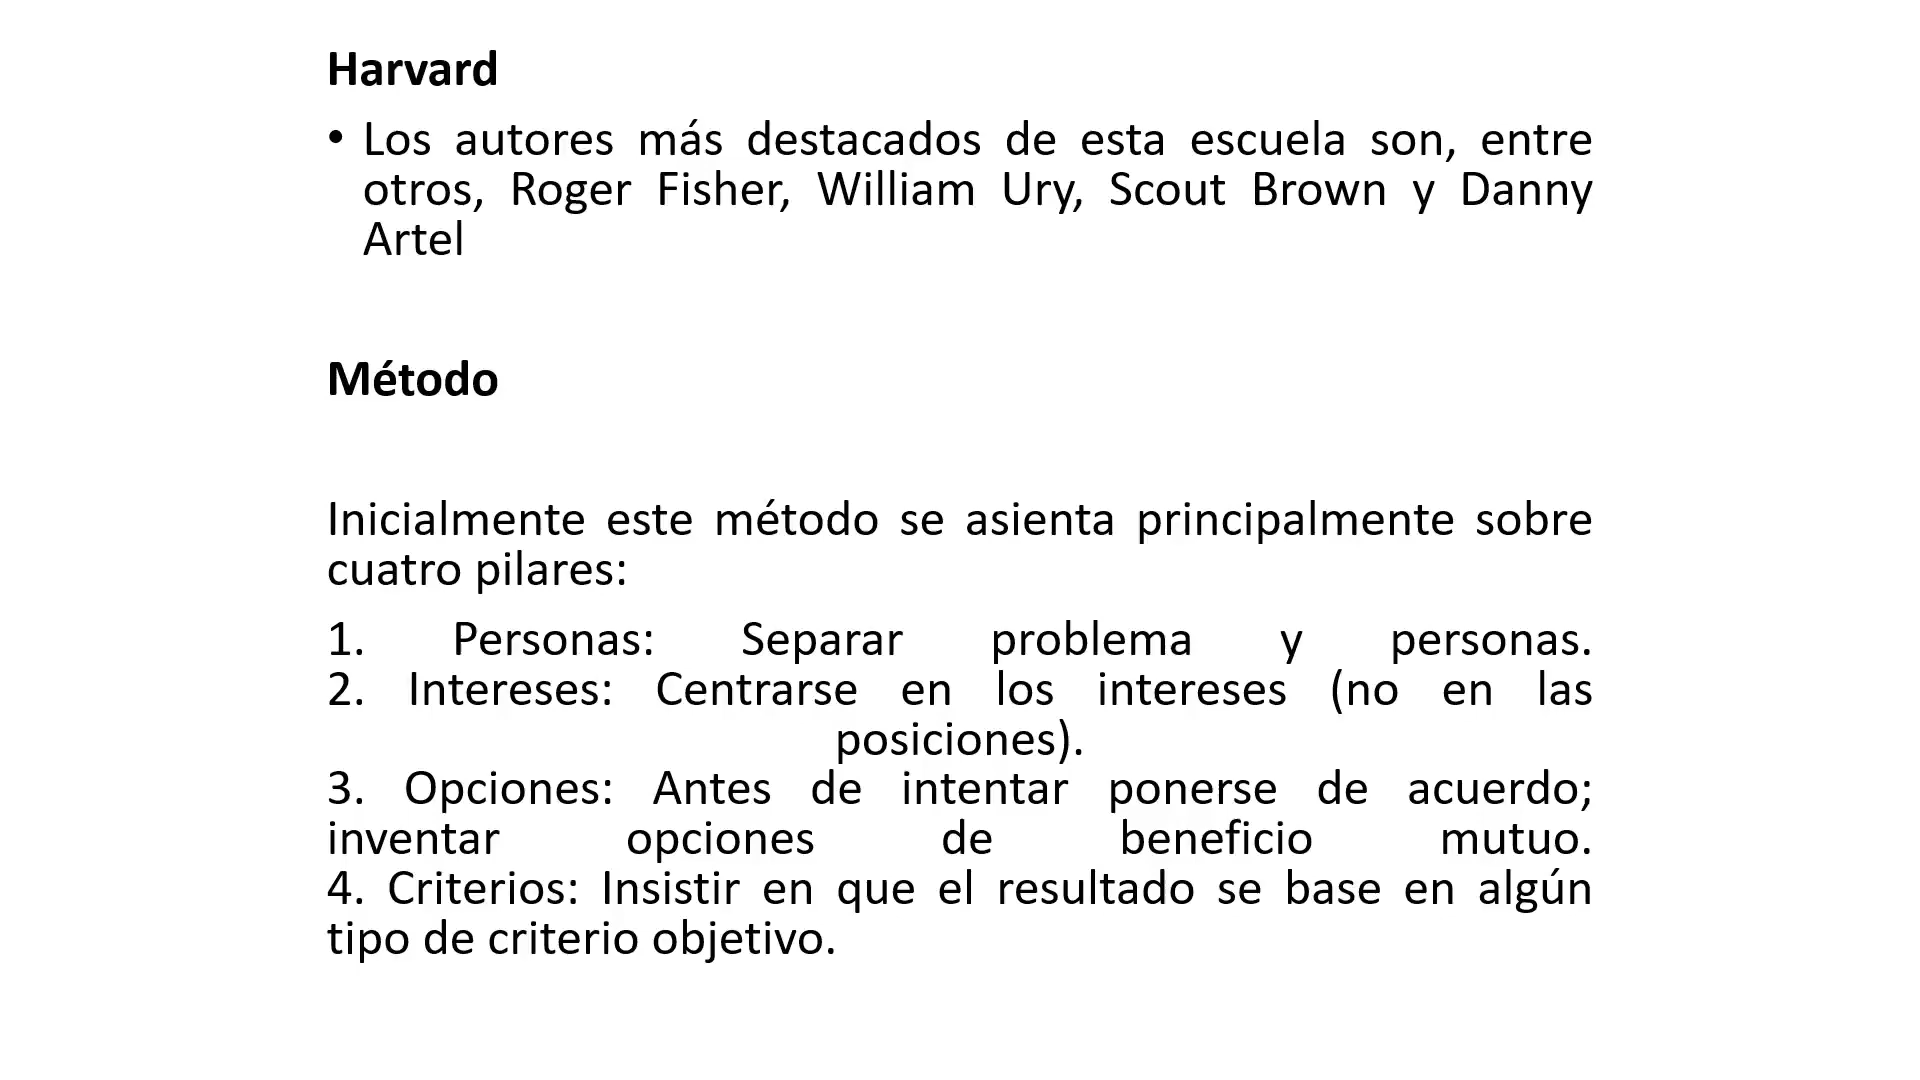 Harvard
• Los autores más destacados de esta escuela son, entre
otros, Roger Fisher, William Ury, Scout Brown y Danny
Artel
Método
Inicialmente este método se asienta principalmente sobre
cuatro pilares:
1. Personas: Separar problema y personas.
2. Intereses: Centrarse en los intereses (no en las
posiciones).
3. Opciones: Antes de intentar ponerse de acuerdo;
inventar opciones de beneficio mutuo.
4. Criterios: Insistir en que el resultado se base en algún
tipo de criterio objetivo.